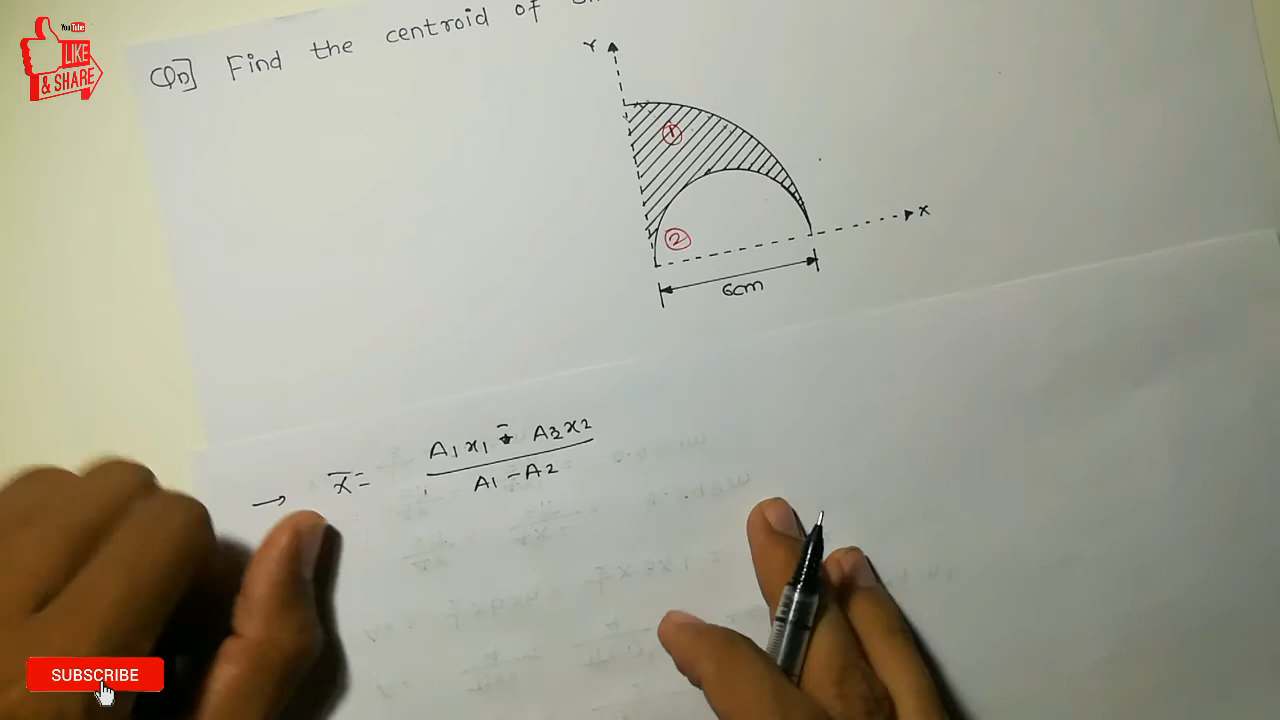 YouTube
LIKE
& SHARE
Qn] Find the centroid of
Y
①
②
X
6cm
→ x̄ = A1x1 - A2x2
A1 - A2
SUBSCRIBE